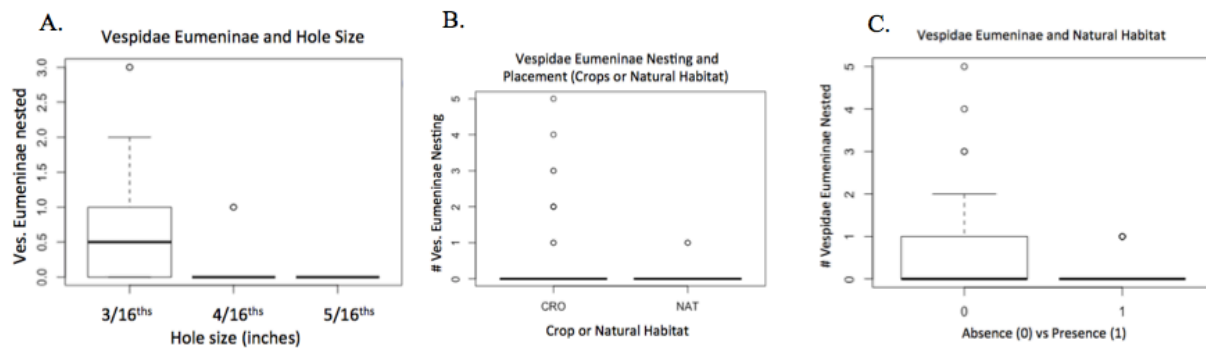 A.
Vespidae Eumeninae and Hole Size
Ves. Eumeninae nested
3.0
2.5
2.0
1.5
1.0
0.5
0.0
3/16ths
4/16ths
5/16ths
Hole size (inches)
B.
Vespidae Eumeninae Nesting and
Placement (Crops or Natural Habitat)
# Ves. Eumeninae Nesting
5
4
3
2
1
0
CRO
NAT
Crop or Natural Habitat
C.
Vespidae Eumeninae and Natural Habitat
# Vespidae Eumeninae Nested
5
4
3
2
1
0
0
1
Absence (0) vs Presence (1)